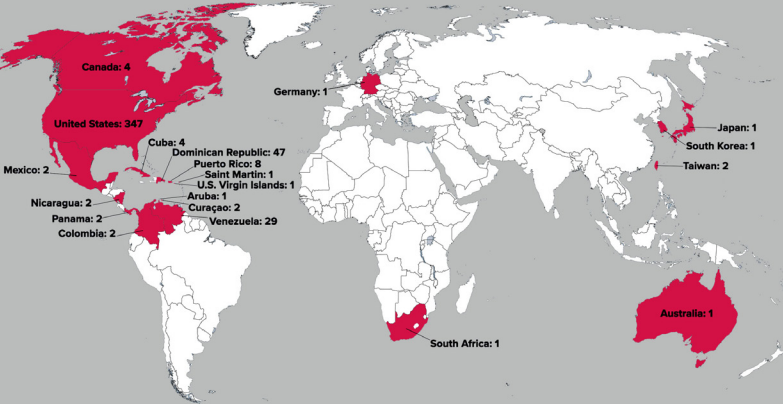 Canada: 4
Germany: 1
United States: 347
Japan: 1
Cuba: 4
South Korea: 1
Dominican Republic: 47
Puerto Rico: 8
Taiwan: 2
Mexico: 2
Saint Martin: 1
U.S. Virgin Islands: 1
Aruba: 1
Nicaragua: 2
Curaçao: 2
Panama: 2
Venezuela: 29
Colombia: 2
Australia: 1
South Africa: 1